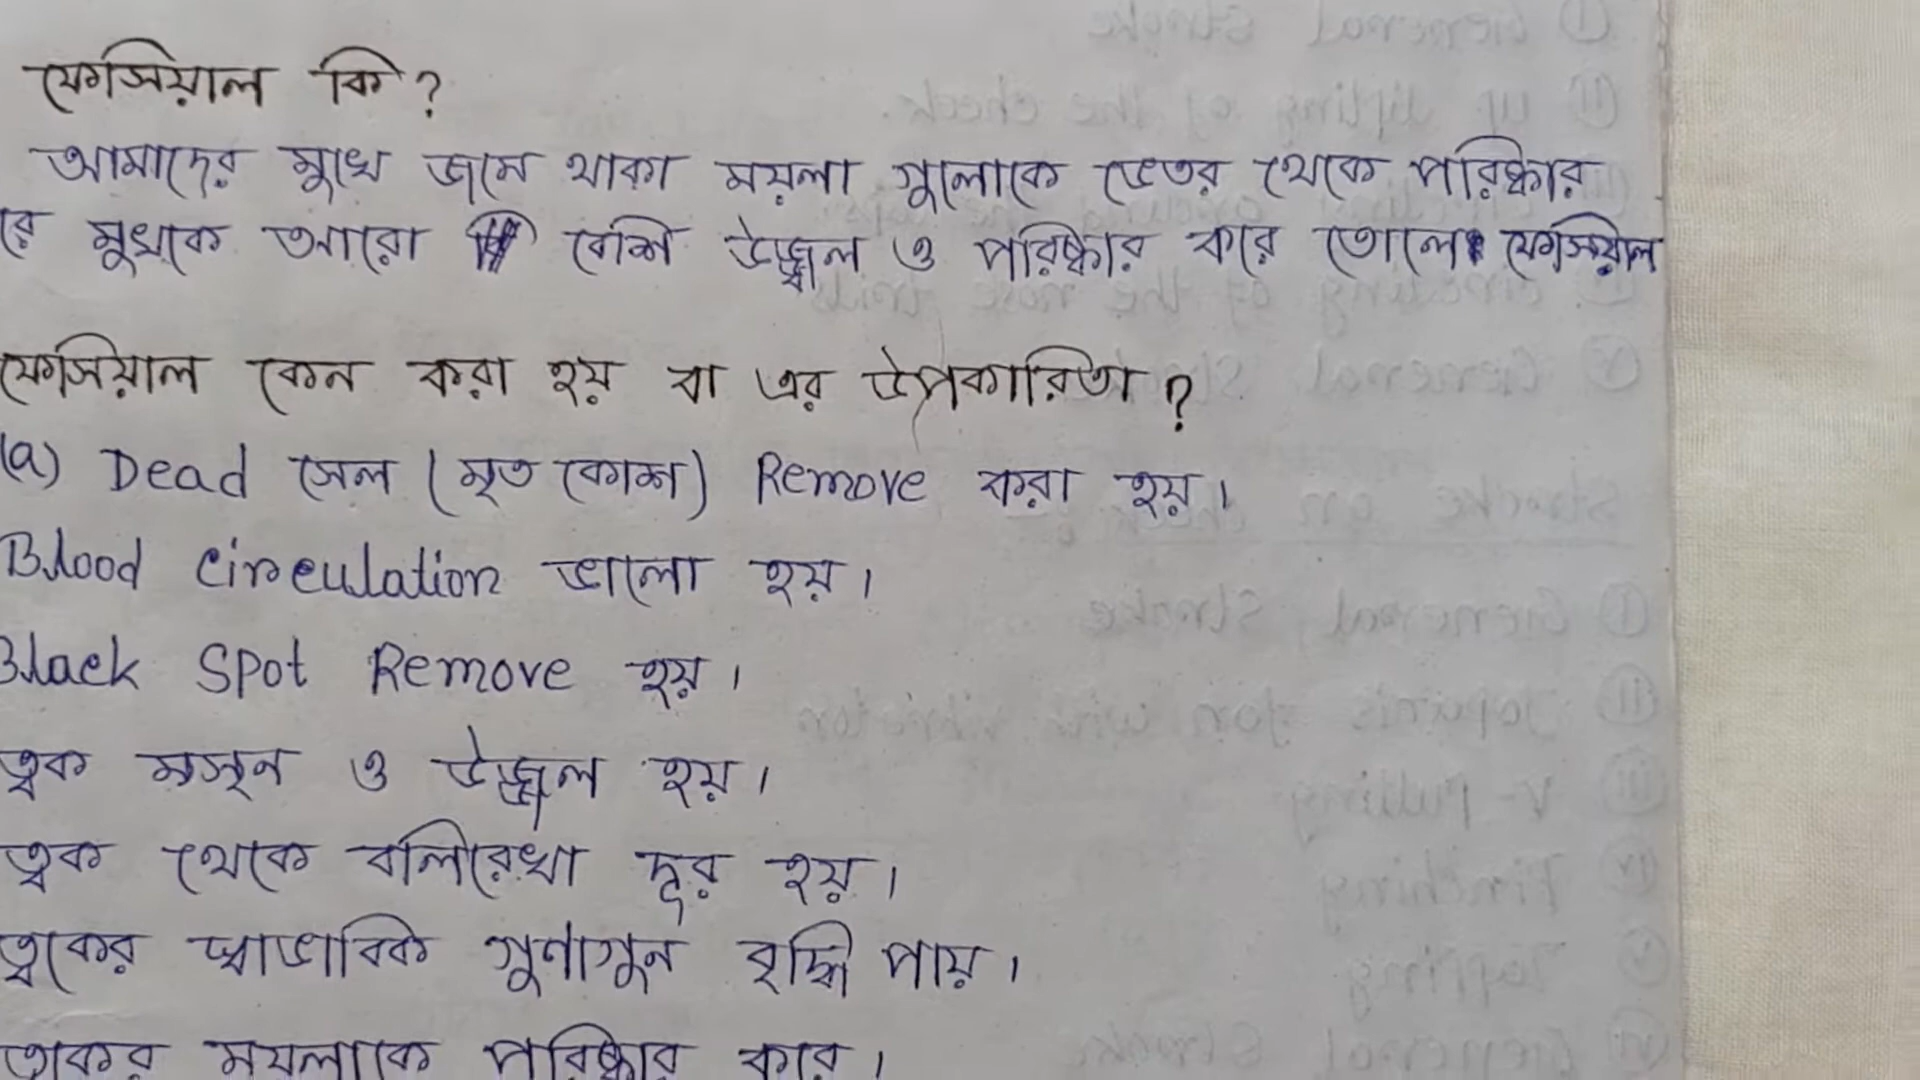 ফেসিয়াল কি?
আমাদের মুখে জমে থাকা ময়লা গুলোকে ভেতর থেকে পরিষ্কার
রে মুখকে আরো বেশি উজ্জ্বল ও পরিষ্কার করে তোলে ফেসিয়াল
ফেসিয়াল কেন করা হয় বা এর উপকারিতা?
(a) Dead সেল (মৃত কোশ) Remove করা হয়।
Blood circulation ভালো হয়।
Black Spot Remove হয়।
ত্বক মসৃন ও উজ্জ্বল হয়।
ত্বক থেকে বলিরেখা দূর হয়।
ত্বকের স্বাভাবিক গুণাগুন বৃদ্ধি পায়।
ত্বকের ময়লাকে পরিষ্কার করে।